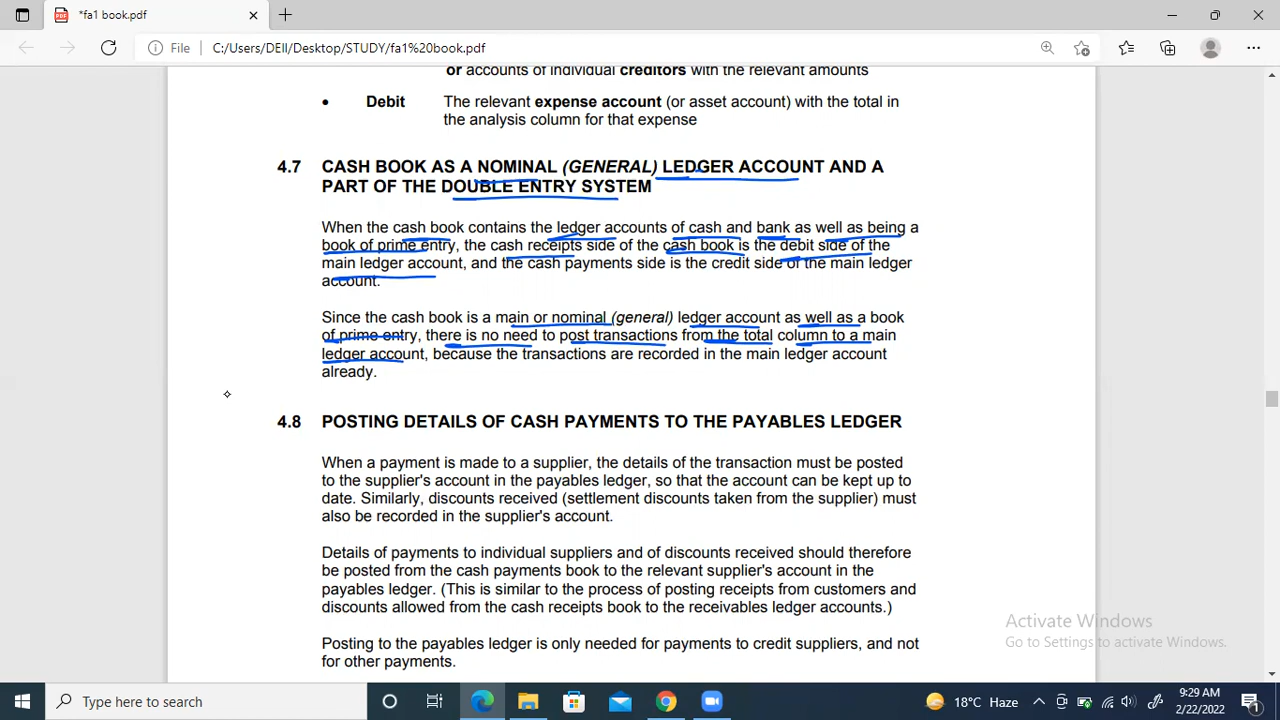 *fa1 book.pdf
File
C:/Users/DEll/Desktop/STUDY/fa1%20book.pdf
or accounts of individual creditors with the relevant amounts
• Debit The relevant expense account (or asset account) with the total in
the analysis column for that expense
4.7 CASH BOOK AS A NOMINAL (GENERAL) LEDGER ACCOUNT AND A
PART OF THE DOUBLE ENTRY SYSTEM
When the cash book contains the ledger accounts of cash and bank as well as being a
book of prime entry, the cash receipts side of the cash book is the debit side of the
main ledger account, and the cash payments side is the credit side of the main ledger
account.
Since the cash book is a main or nominal (general) ledger account as well as a book
of prime entry, there is no need to post transactions from the total column to a main
ledger account, because the transactions are recorded in the main ledger account
already.
4.8 POSTING DETAILS OF CASH PAYMENTS TO THE PAYABLES LEDGER
When a payment is made to a supplier, the details of the transaction must be posted
to the supplier's account in the payables ledger, so that the account can be kept up to
date. Similarly, discounts received (settlement discounts taken from the supplier) must
also be recorded in the supplier's account.
Details of payments to individual suppliers and of discounts received should therefore
be posted from the cash payments book to the relevant supplier's account in the
payables ledger. (This is similar to the process of posting receipts from customers and
discounts allowed from the cash receipts book to the receivables ledger accounts.)
Posting to the payables ledger is only needed for payments to credit suppliers, and not
for other payments.
Activate Windows
Go to Settings to activate Windows.
Type here to search
18°C Haze
9:29 AM
2/22/2022
1